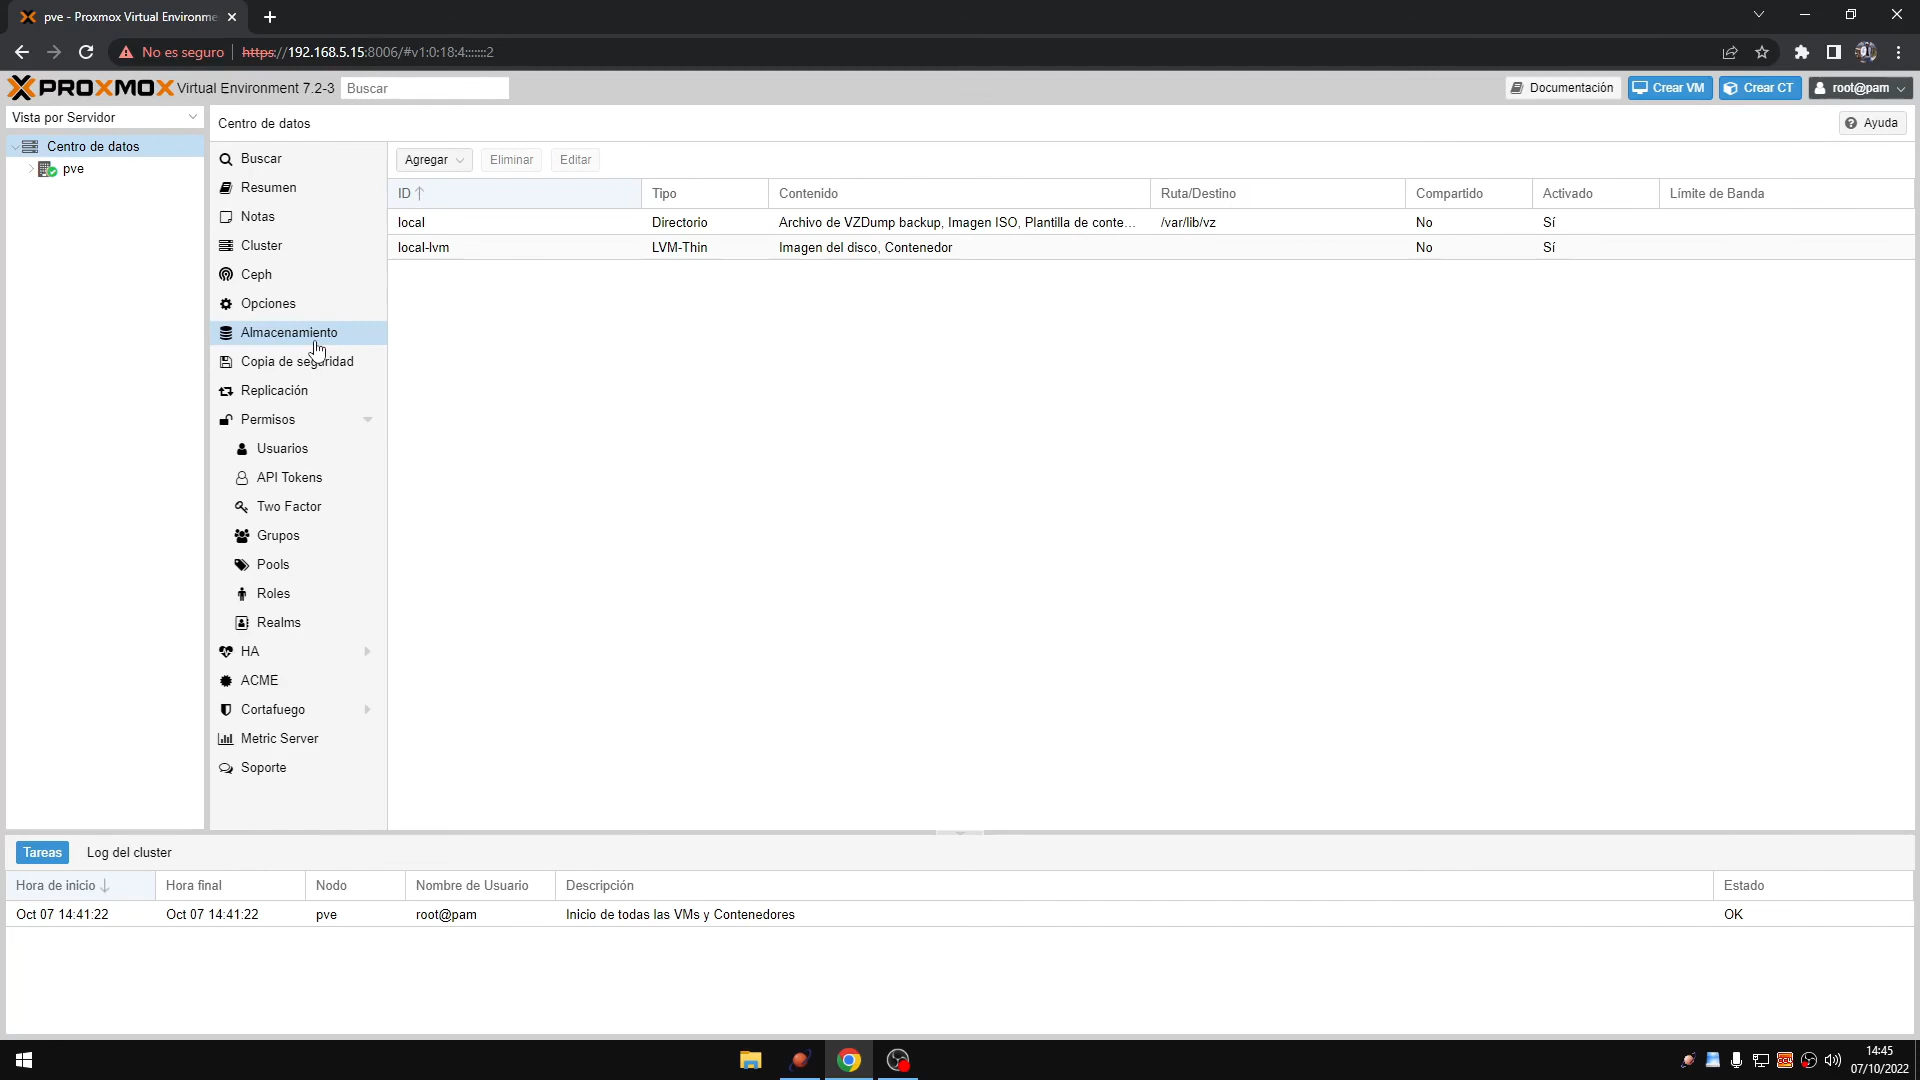 pve - Proxmox Virtual Environme
No es seguro https://192.168.5.15:8006/#v1:0:18:4:::::::2
PROXMOX Virtual Environment 7.2-3 Buscar Documentación Crear VM Crear CT root@pam
Vista por Servidor
Centro de datos
pve
Centro de datos Ayuda
Buscar
Resumen
Notas
Cluster
Ceph
Opciones
Almacenamiento
Copia de seguridad
Replicación
Permisos
Usuarios
API Tokens
Two Factor
Grupos
Pools
Roles
Realms
HA
ACME
Cortafuego
Metric Server
Soporte
Agregar Eliminar Editar
ID Tipo Contenido Ruta/Destino Compartido Activado Límite de Banda
local Directorio Archivo de VZDump backup, Imagen ISO, Plantilla de conte... /var/lib/vz No Sí
local-lvm LVM-Thin Imagen del disco, Contenedor No Sí
Tareas Log del cluster
Hora de inicio Hora final Nodo Nombre de Usuario Descripción Estado
Oct 07 14:41:22 Oct 07 14:41:22 pve root@pam Inicio de todas las VMs y Contenedores OK
14:45
07/10/2022